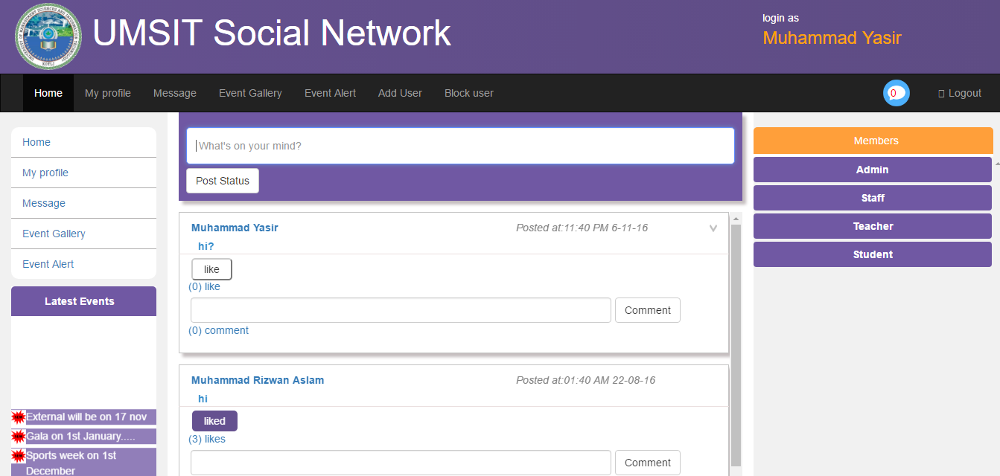 UMSIT Social Network
login as
Muhammad Yasir
Home My profile Message Event Gallery Event Alert Add User Block user 0 Logout
Home
My profile
Message
Event Gallery
Event Alert
Latest Events
External will be on 17 nov
Gala on 1st January.....
Sports week on 1st
December
What's on your mind?
Post Status
Muhammad Yasir Posted at:11:40 PM 6-11-16
hi?
like
(0) like
Comment
(0) comment
Muhammad Rizwan Aslam Posted at:01:40 AM 22-08-16
hi
liked
(3) likes
Comment
Members
Admin
Staff
Teacher
Student